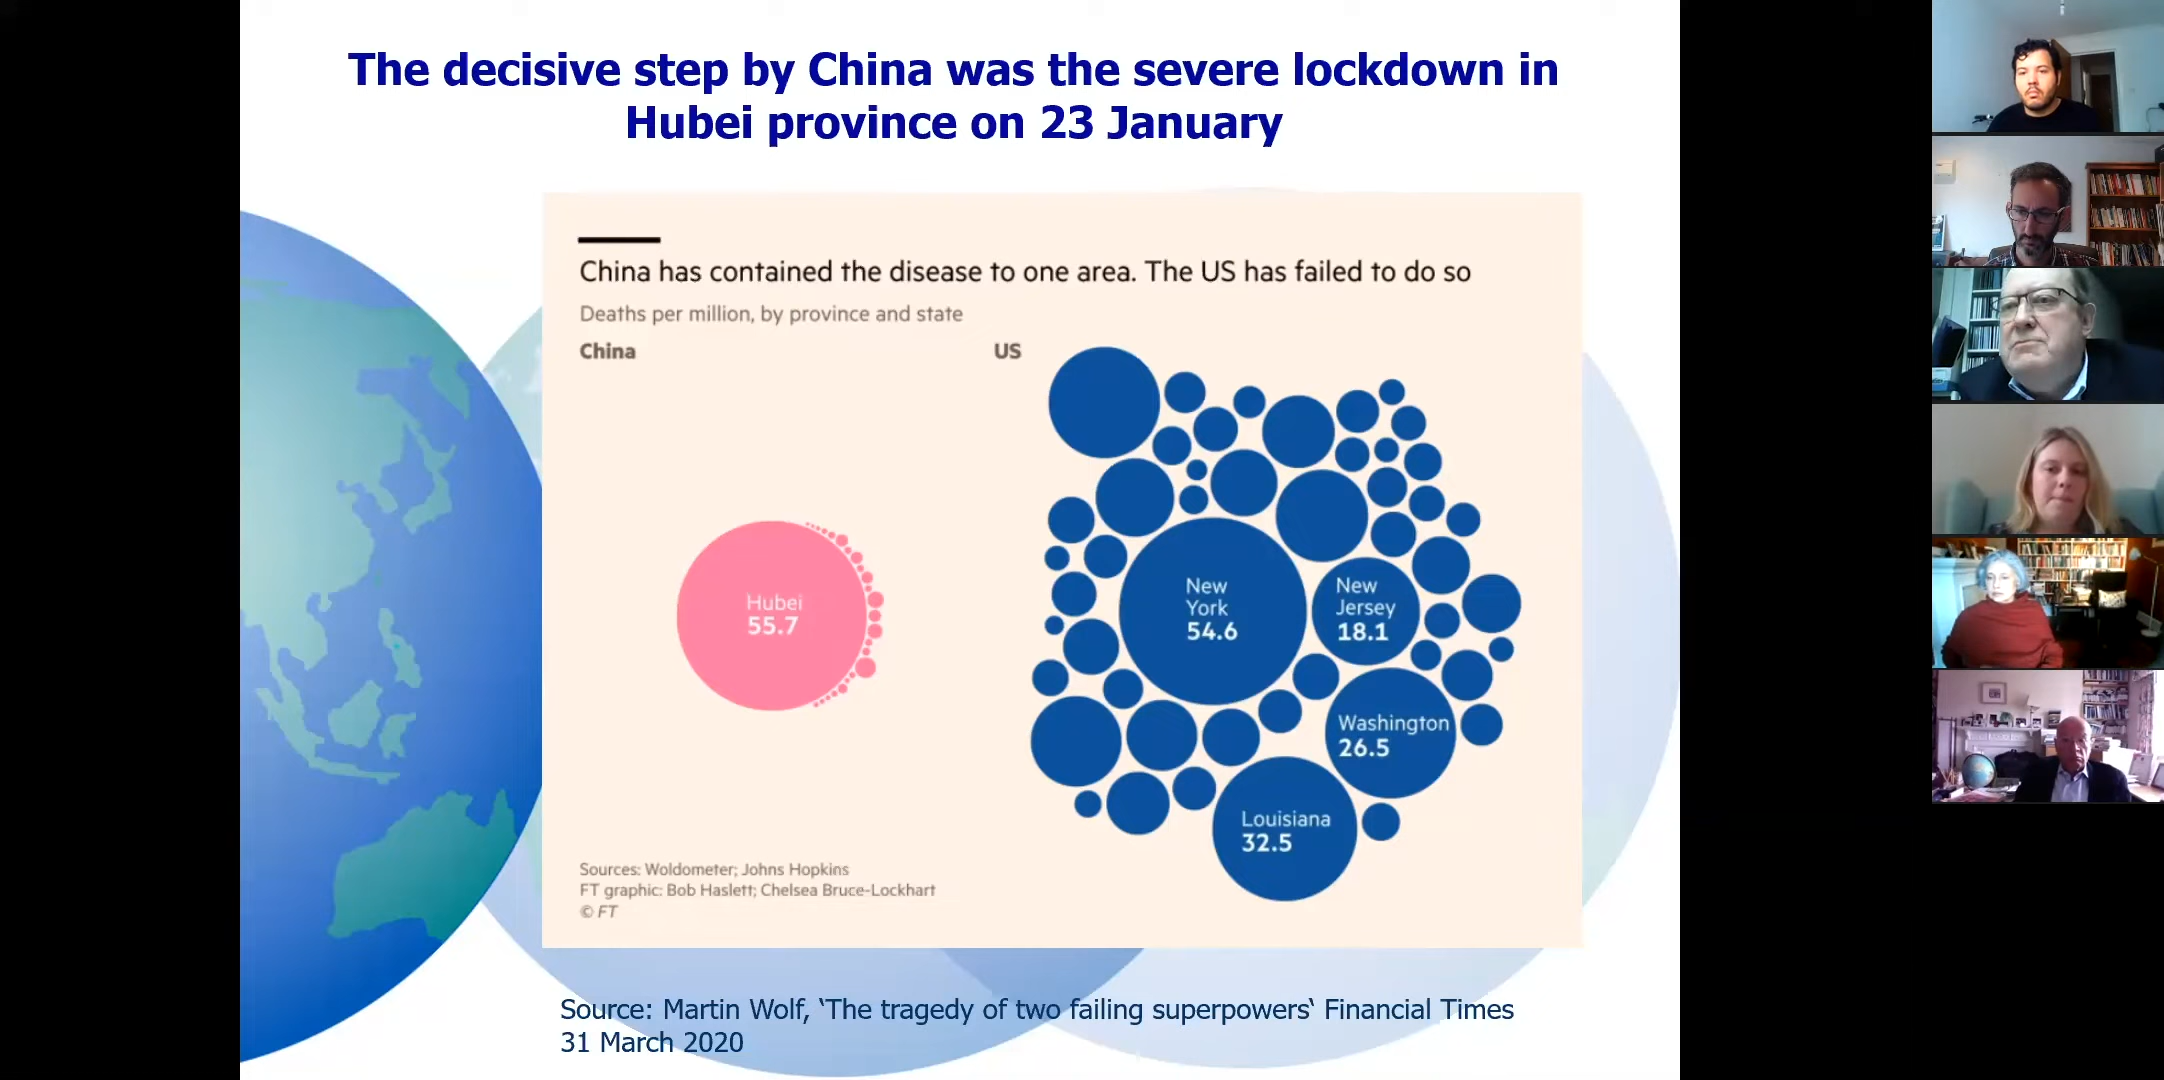 The decisive step by China was the severe lockdown in
Hubei province on 23 January
China has contained the disease to one area. The US has failed to do so
Deaths per million, by province and state
China
US
Hubei
55.7
New
York
54.6
New
Jersey
18.1
Washington
26.5
Louisiana
32.5
Sources: Woldometer; Johns Hopkins
FT graphic: Bob Haslett; Chelsea Bruce-Lockhart
© FT
Source: Martin Wolf, ‘The tragedy of two failing superpowers‘ Financial Times
31 March 2020